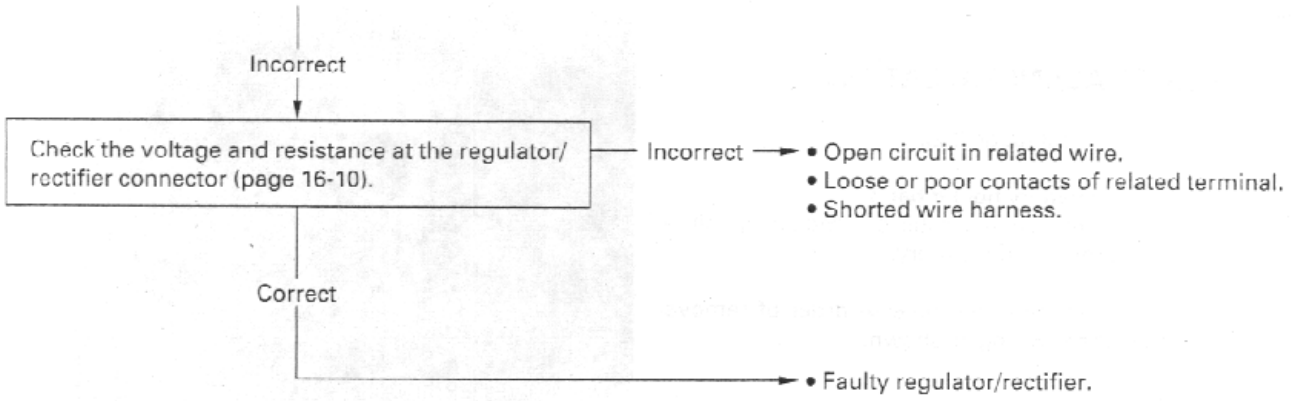 Incorrect
Check the voltage and resistance at the regulator/
rectifier connector (page 16-10).
Incorrect
• Open circuit in related wire.
• Loose or poor contacts of related terminal.
• Shorted wire harness.
Correct
• Faulty regulator/rectifier.